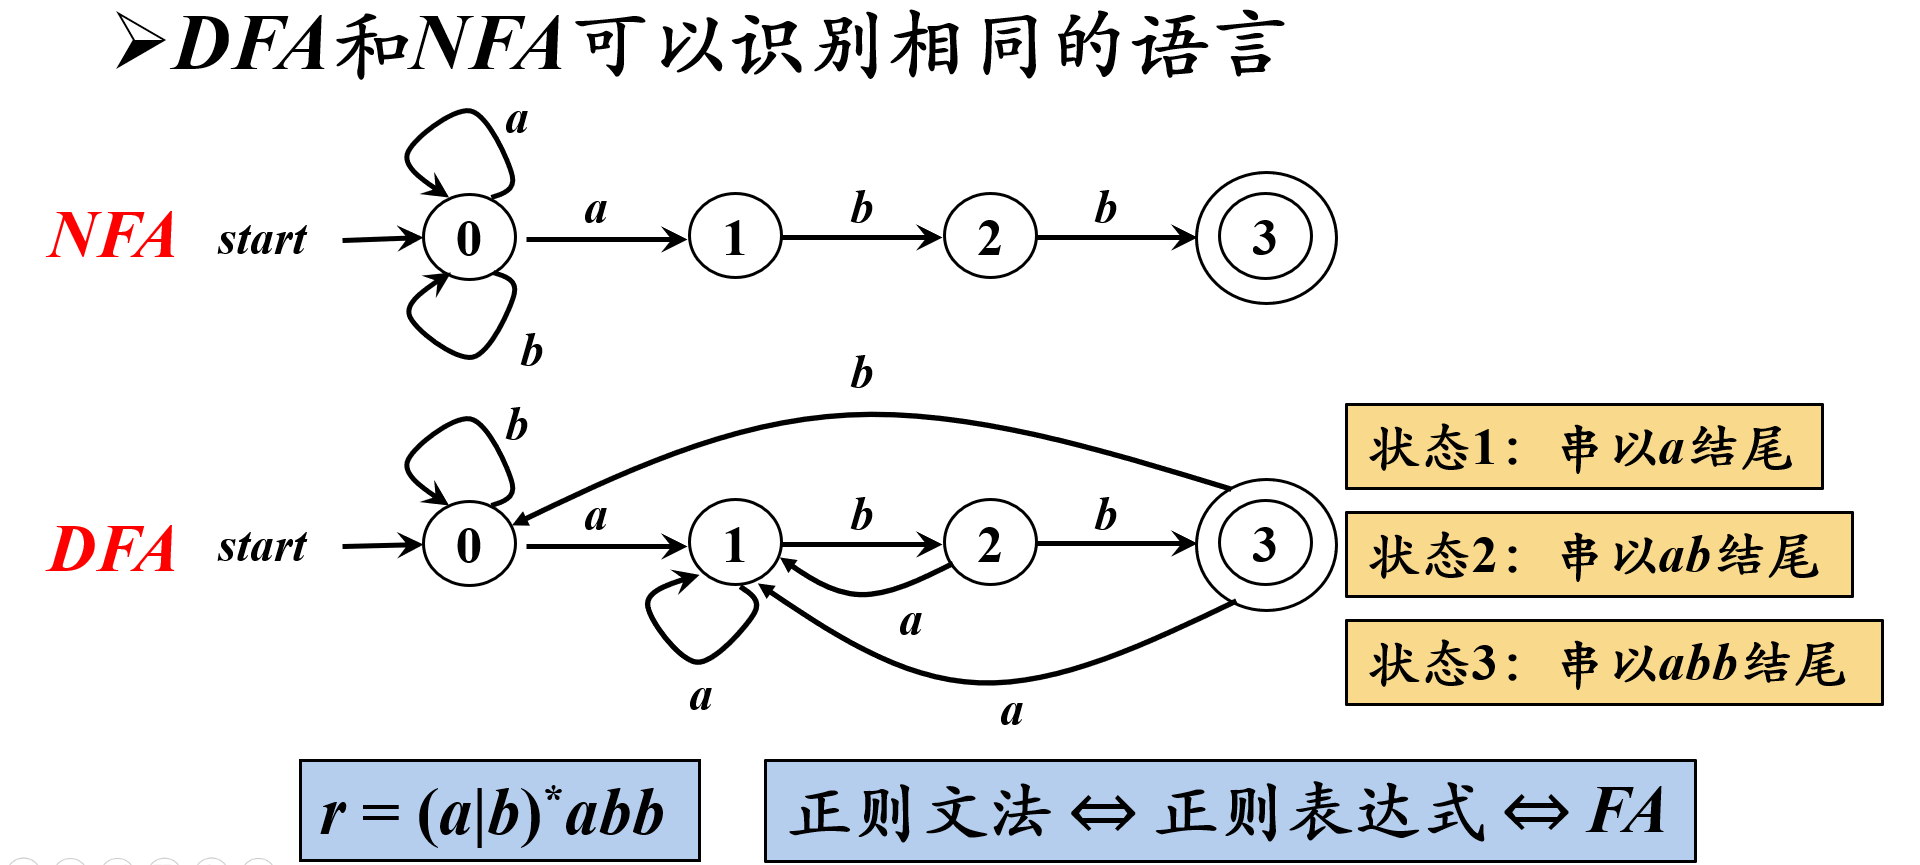 ➢DFA和NFA可以识别相同的语言
a
NFA start 0 a 1 b 2 b 3
b
b
b
状态1：串以a结尾
DFA start 0 a 1 b 2 b 3
状态2：串以ab结尾
a
状态3：串以abb结尾
a
a
r = (a|b)*abb
正则文法 ⇔ 正则表达式 ⇔ FA